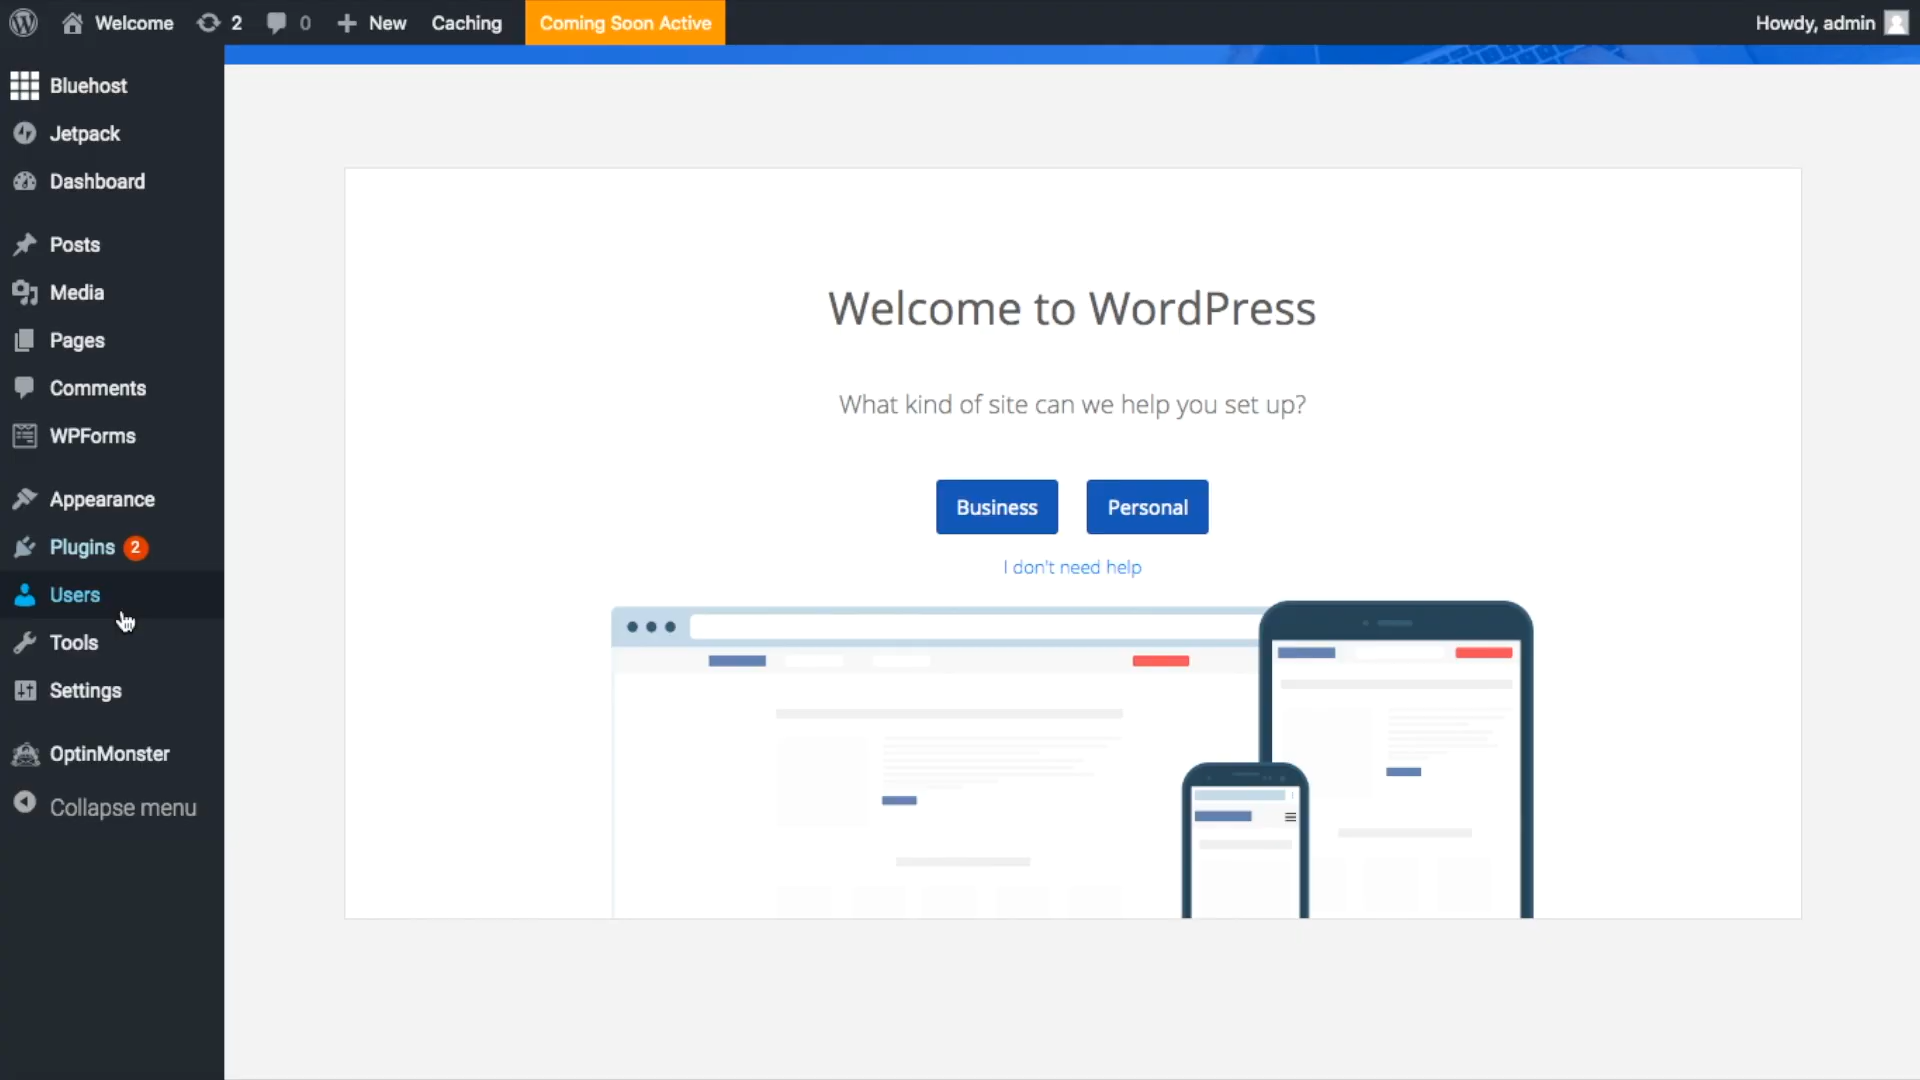 Welcome 2 0 New Caching Coming Soon Active Howdy, admin
Bluehost
Jetpack
Dashboard
Posts
Media
Pages
Comments
WPForms
Appearance
Plugins 2
Users
Tools
Settings
OptinMonster
Collapse menu
Welcome to WordPress
What kind of site can we help you set up?
Business Personal
I don't need help